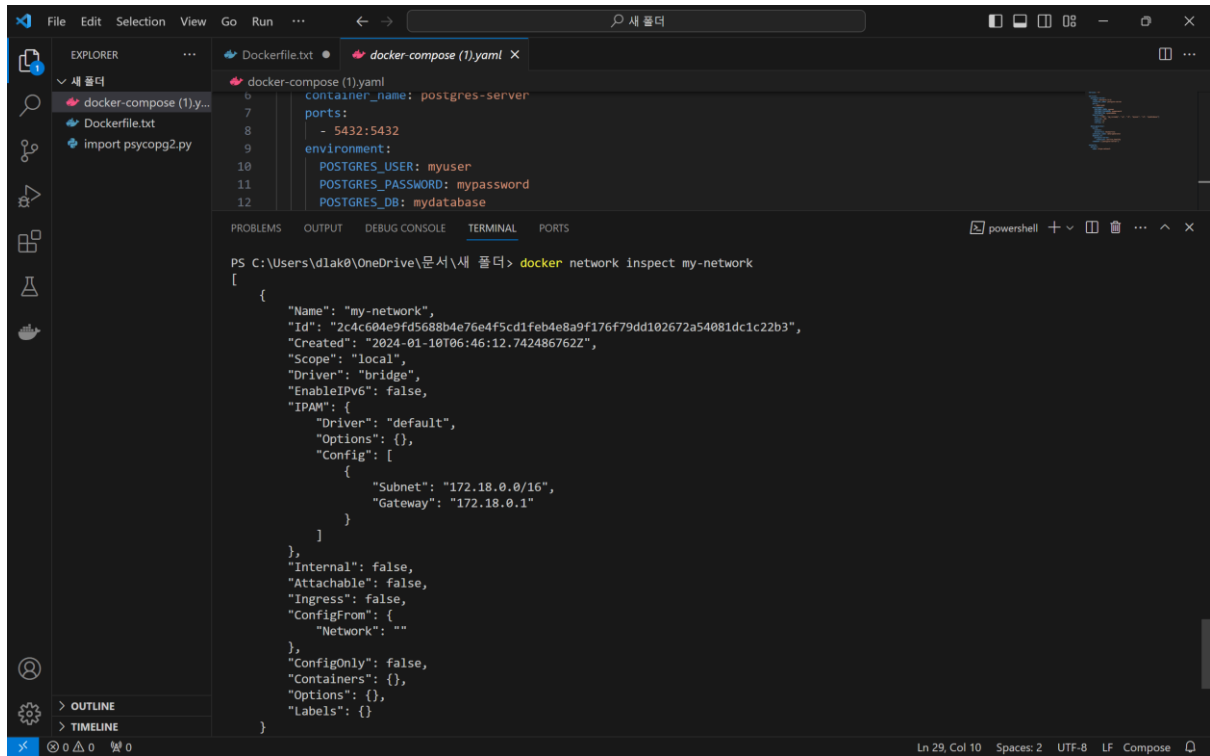 File Edit Selection View Go Run ··· 새 폴더
EXPLORER ···
새 폴더
docker-compose (1).y...
Dockerfile.txt
import psycopg2.py
OUTLINE
TIMELINE
Dockerfile.txt docker-compose (1).yaml
docker-compose (1).yaml
6 container_name: postgres-server
7 ports:
8 - 5432:5432
9 environment:
10 POSTGRES_USER: myuser
11 POSTGRES_PASSWORD: mypassword
12 POSTGRES_DB: mydatabase
PROBLEMS OUTPUT DEBUG CONSOLE TERMINAL PORTS powershell
PS C:\Users\dlak0\OneDrive\문서\새 폴더> docker network inspect my-network
[
{
"Name": "my-network",
"Id": "2c4c604e9fd5688b4e76e4f5cd1feb4e8a9f176f79dd102672a54081dc1c22b3",
"Created": "2024-01-10T06:46:12.742486762Z",
"Scope": "local",
"Driver": "bridge",
"EnableIPv6": false,
"IPAM": {
"Driver": "default",
"Options": {},
"Config": [
{
"Subnet": "172.18.0.0/16",
"Gateway": "172.18.0.1"
}
]
},
"Internal": false,
"Attachable": false,
"Ingress": false,
"ConfigFrom": {
"Network": ""
},
"ConfigOnly": false,
"Containers": {},
"Options": {},
"Labels": {}
}
0 0 0 Ln 29, Col 10 Spaces: 2 UTF-8 LF Compose